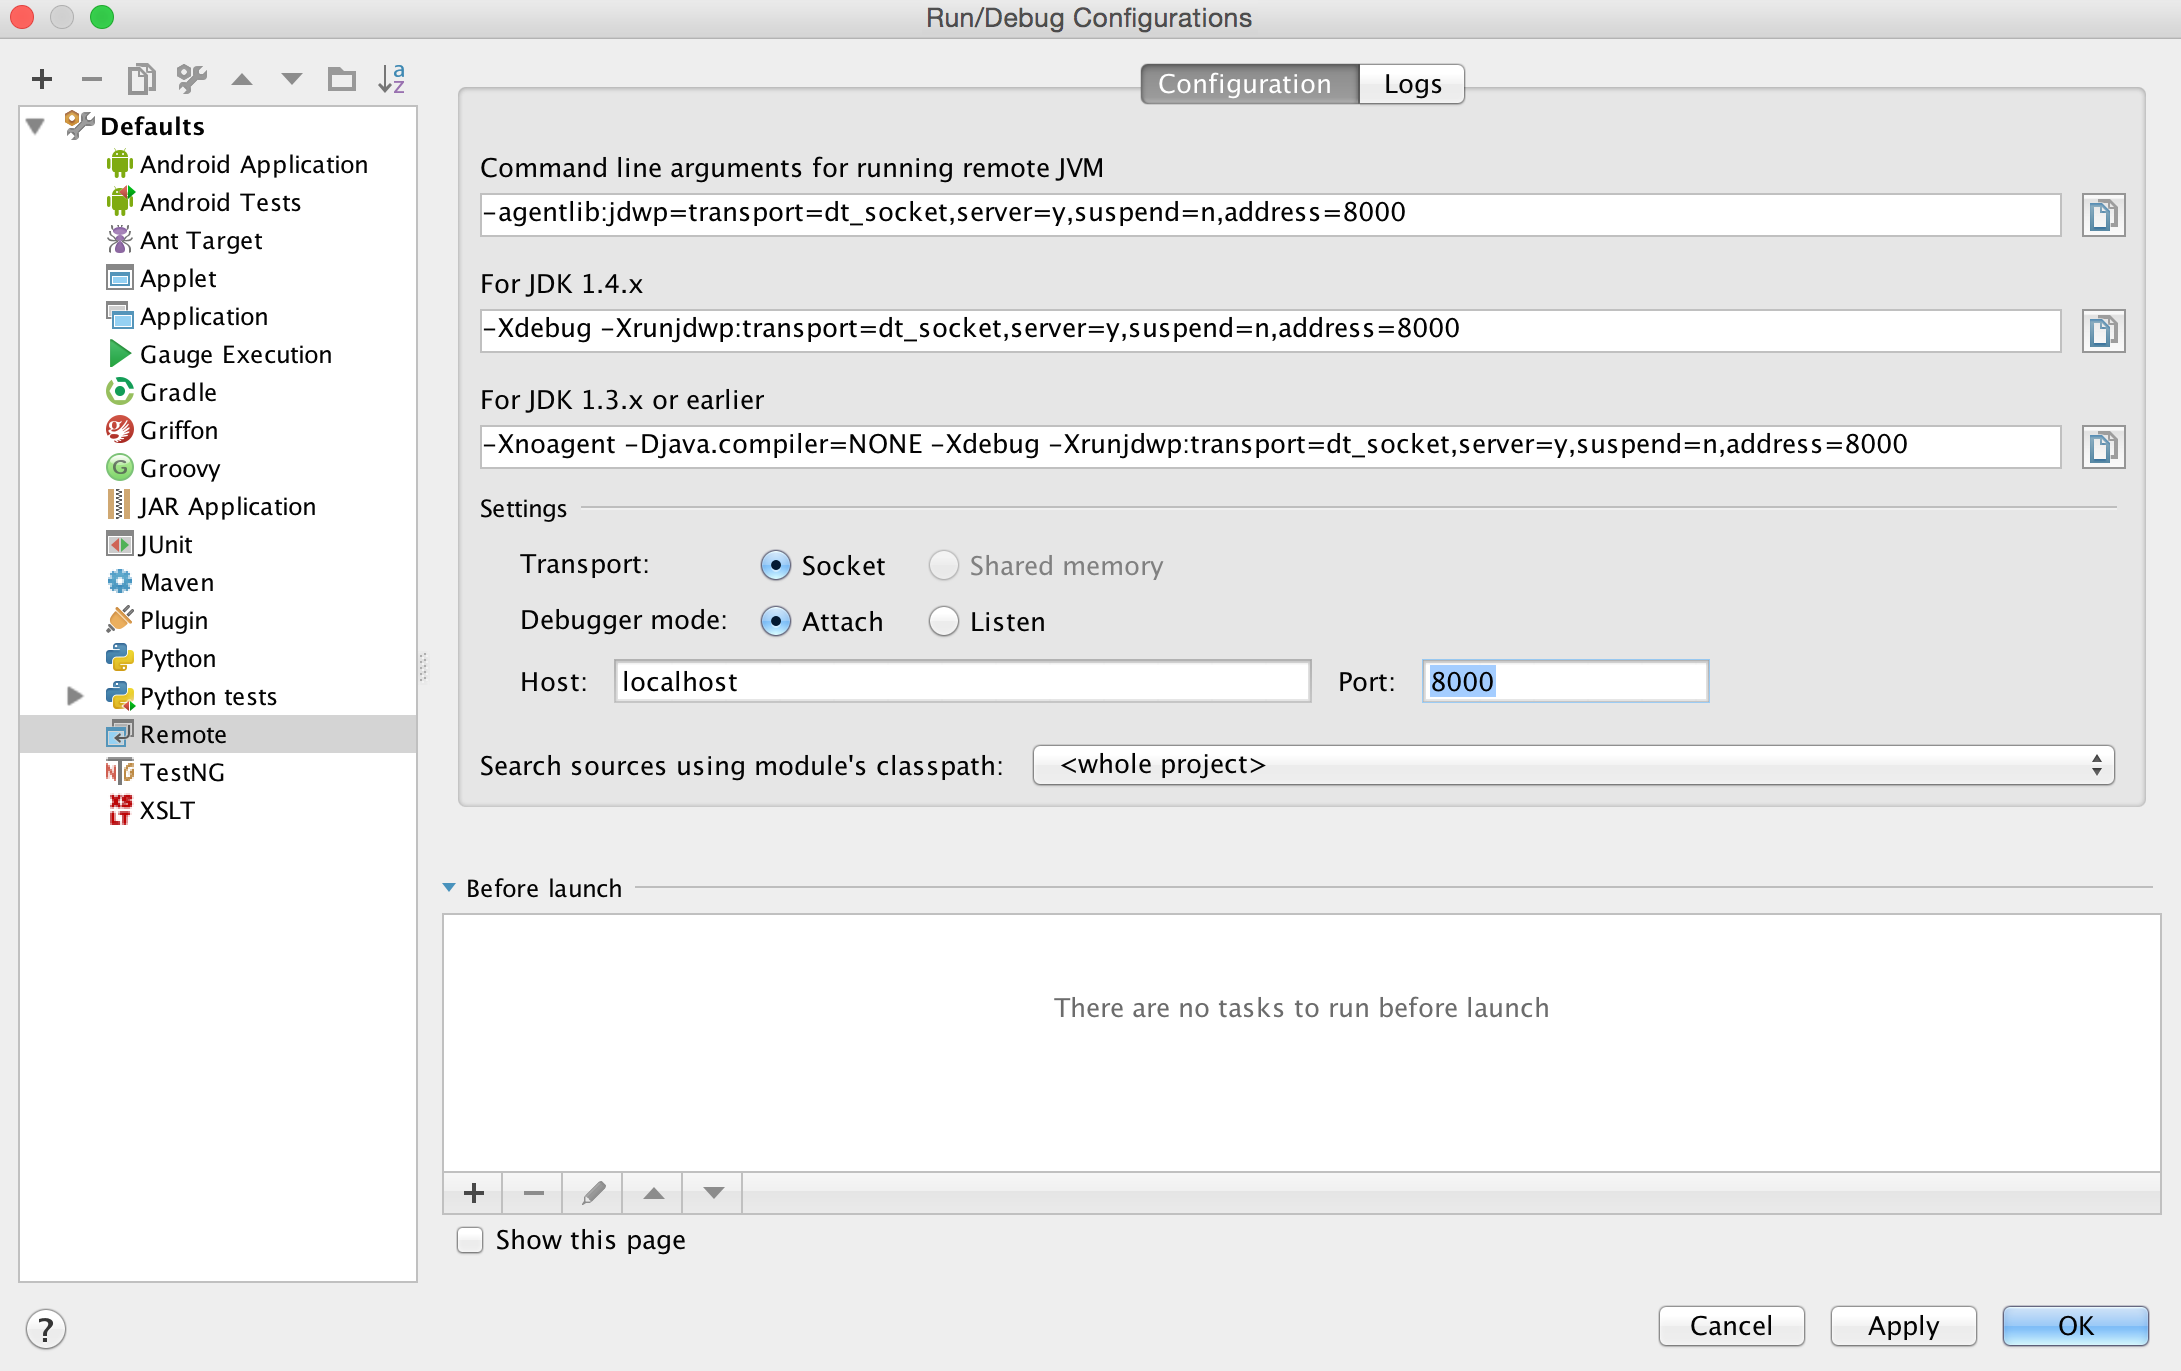 Run/Debug Configurations
a
z
Defaults
Android Application
Android Tests
Ant Target
Applet
Application
Gauge Execution
Gradle
Griffon
G
Groovy
JAR Application
JUnit
Maven
Plugin
Python
Python tests
Remote
NTG
TestNG
XS
LT
XSLT
Configuration
Logs
Command line arguments for running remote JVM
-agentlib:jdwp=transport=dt_socket,server=y,suspend=n,address=8000
For JDK 1.4.x
-Xdebug -Xrunjdwp:transport=dt_socket,server=y,suspend=n,address=8000
For JDK 1.3.x or earlier
-Xnoagent -Djava.compiler=NONE -Xdebug -Xrunjdwp:transport=dt_socket,server=y,suspend=n,address=8000
Settings
Transport: Socket Shared memory
Debugger mode: Attach Listen
Host: localhost Port: 8000
Search sources using module's classpath: <whole project>
Before launch
There are no tasks to run before launch
Show this page
?
Cancel
Apply
OK